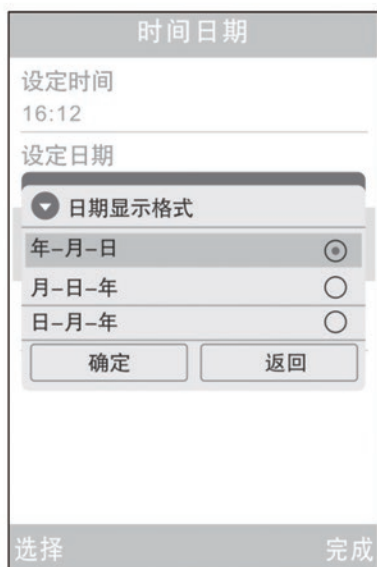 时间日期
设定时间
16:12
设定日期
日期显示格式
年-月-日
月-日-年
日-月-年
确定 返回
选择 完成